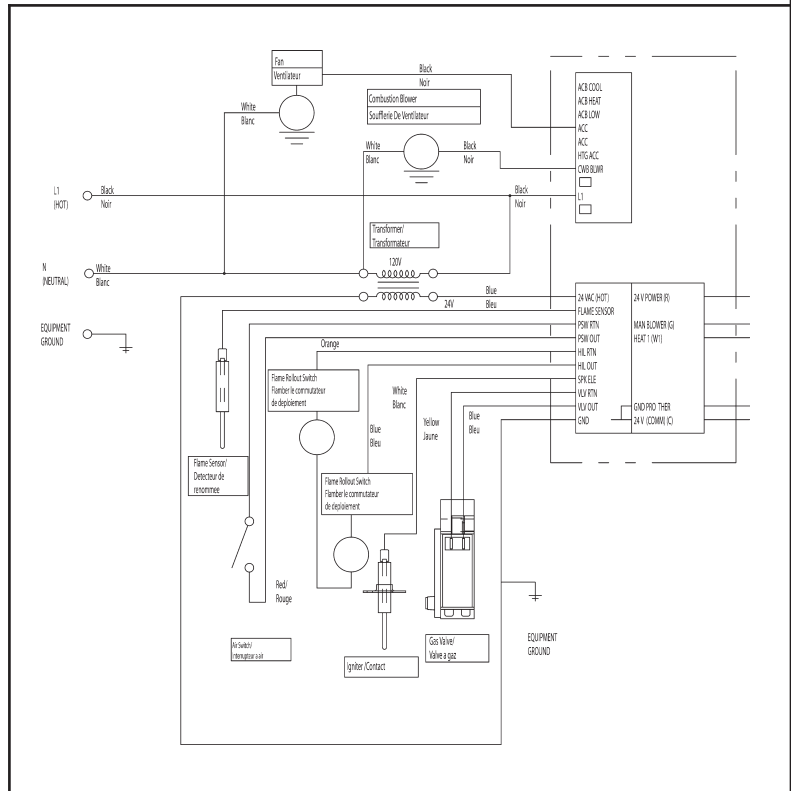 Fan
Ventilateur
Black
Noir
Combustion Blower
Soufflerie De Ventilateur
White
Blanc
White
Blanc
Black
Noir
ACB COOL
ACB HEAT
ACB LOW
ACC
ACC
HTG ACC
CWB BLWR
L1
L1
(HOT)
Black
Noir
Black
Noir
Transformer/
Transformateur
120V
N
(NEUTRAL)
White
Blanc
24V
Blue
Bleu
EQUIPMENT
GROUND
24 VAC (HOT)
FLAME SENSOR
PSW RTN
PSW OUT
HIL RTN
HIL OUT
SPK ELE
VLV RTN
VLV OUT
GND
24 V POWER (R)
MAN BLOWER (G)
HEAT 1 (W1)
GND PRO THER
24 V (COMM) (C)
Orange
Flame Rollout Switch
Flamber le commutateur
de deploiement
White
Blanc
Yellow
Jaune
Blue
Bleu
Blue
Bleu
Flame Sensor/
Detecteur de
renommee
Flame Rollout Switch
Flamber le commutateur
de deploiement
Red/
Rouge
Air Switch/
Interrupteur a air
Igniter /Contact
Gas Valve/
Valve a gaz
EQUIPMENT
GROUND